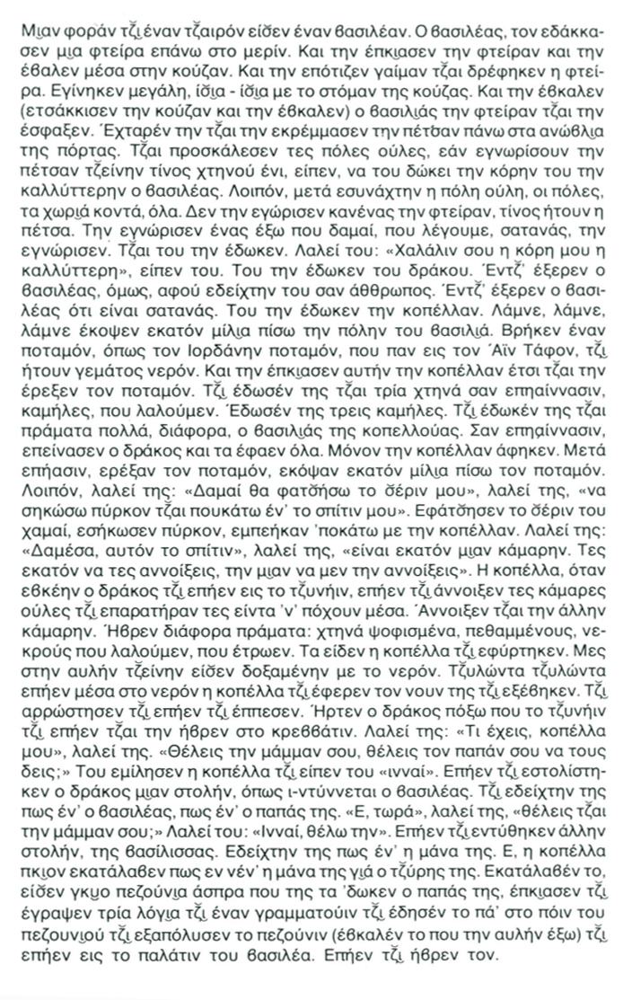 Μιαν φοράν τζ̌ι έναν τζ̌αιρόν είσ̌εν έναν βασιλέαν. Ο βασιλέας, τον εδάκκα-
σεν μια φτείρα επάνω στο μερίν. Και την έπκιασεν την φτείραν και την
έβαλεν μέσα στην κούζαν. Και την επότιζεν γαίμαν τζ̌αι δρέφηκεν η φτεί-
ρα. Εγίνηκεν μεγάλη, ίσ̌ια - ίσ̌ια με το στόμαν της κούζας. Και την έβκαλεν
(ετσάκκισεν την κούζαν και την έβκαλεν) ο βασιλιάς την φτείραν τζ̌αι την
έσφαξεν. Έχταρέν την τζ̌αι την εκρέμμασεν την πέτσ̌αν πάνω στα ανώβλια
της πόρτας. Τζ̌αι προσκάλεσεν τες πόλες ούλες, εάν εγνωρίσουν την
πέτσαν τζ̌είνην τίνος χτηνού ένι, είπεν, να του δώκει την κόρην του την
καλλύττερην ο βασιλέας. Λοιπόν, μετά εσυνάχτην η πόλη ούλη, οι πόλες,
τα χωριά κοντά, όλα. Δεν την εγώρισεν κανένας την φτείραν, τίνος ήτουν η
πέτσα. Την εγνώρισεν ένας έξω που δαμαί, που λέγουμε, σατανάς, την
εγνώρισεν. Τζ̌αι του την έδωκεν. Λαλεί του: «Χαλάλιν σου η κόρη μου η
καλλύττερη», είπεν του. Του την έδωκεν του δράκου. Έντζ̌' έξερεν ο
βασιλέας, όμως, αφού εδείχτην του σαν άθθρωπος. Έντζ̌' έξερεν ο βασι-
λέας ότι είναι σατανάς. Του την έδωκεν την κοπέλλαν. Λάμνε, λάμνε,
λάμνε έκοψεν εκατόν μίλια πίσω την πόλην του βασιλιά. Βρήκεν έναν
ποταμόν, όπως τον Ιορδάνην ποταμόν, που παν εις τον Άϊν Τάφον, τζ̌ι
ήτουν γεμάτος νερόν. Και την έπκιασεν αυτήν την κοπέλλαν έτσι τζ̌αι την
έρεξεν τον ποταμόν. Τζ̌ι έδωσέν της τζ̌αι τρία χτηνά σαν επηαίννασιν,
καμήλες, που λαλούμεν. Έδωσέν της τρεις καμήλες. Τζ̌ι έδωκέν της τζ̌αι
πράματα πολλά, διάφορα, ο βασιλιάς της κοπελλούας. Σαν επηαίννασιν,
επείνασεν ο δράκος και τα έφαεν όλα. Μόνον την κοπέλλαν άφηκεν. Μετά
επήασιν, ερέξαν τον ποταμόν, εκόψαν εκατόν μίλια πίσω τον ποταμόν.
Λοιπόν, λαλεί της: «Δαμαί θα φατσ̌ήσω το σ̌έριν μου», λαλεί της, «να
σηκώσω πύρκον τζ̌αι πουκάτω έν' το σπίτιν μου». Εφάτσ̌ησεν το σ̌έριν του
χαμαί, εσήκωσεν πύρκον, εμπεήκαν 'ποκάτω με την κοπέλλαν. Λαλεί της:
«Δαμέσα, αυτόν το σπίτιν», λαλεί της, «είναι εκατόν μιαν κάμαρην. Τες
εκατόν να τες αννοίξεις, την μιαν να μεν την αννοίξεις». Η κοπέλλα, όταν
εβκέην ο δράκος τζ̌ι επήεν εις το τζ̌υνήιν, επήεν τζ̌ι άννοιξεν τες κάμαρες
ούλες τζ̌ι επαρατήραν τες είντα 'ν' πόχουν μέσα. Άννοιξεν τζ̌αι την άλλην
κάμαρην. Ήβρεν διάφορα πράματα: χτηνά ψοφισμένα, πεθαμμένους, νε-
κρούς που λαλούμεν, που έτρωεν. Τα είδεν η κοπέλλα τζ̌ι εφύρτηκεν. Μες
στην αυλήν τζ̌είνην είσ̌εν δοξαμένην με το νερόν. Τζ̌υλώντα τζ̌υλώντα
επήεν μέσα στο νερόν η κοπέλλα τζ̌ι έφερεν τον νουν της τζ̌ι εξέβηκεν. Τζ̌ι
αρρώστησεν τζ̌ι επήεν τζ̌ι έππεσεν. Ήρτεν ο δράκος πόξω που το τζ̌υνήιν
τζ̌ι επήεν τζ̌αι την ήβρεν στο κρεββάτιν. Λαλεί της: «Τι έχεις, κοπέλλα
μου», λαλεί της. «Θέλεις την μάμμαν σου, θέλεις τον παπάν σου να τους
δεις;» Του εμίλησεν η κοπέλλα τζ̌ι είπεν του «ινναί». Επήεν τζ̌ι εστολίστη-
κεν ο δράκος μιαν στολήν, όπως ι-ντύννεται ο βασιλέας. Τζ̌ι εδείχτην της
πως έν' ο βασιλέας, πως έν' ο παπάς της. «Ε, τωρά», λαλεί της, «θέλεις τζ̌αι
την μάμμαν σου;» Λαλεί του: «Ινναί, θέλω την». Επήεν τζ̌ι εντύθηκεν άλλην
στολήν, της βασίλισσας. Εδείχτην της πως έν' η μάνα της. Ε, η κοπέλλα
πκιον εκατάλαβεν πως εν νέν' η μάνα της γιά ο τζ̌ύρης της. Εκατάλαβέν το,
είσ̌εν γκυο πεζούνια άσπρα που της τα 'δωκεν ο παπάς της, έπκιασεν τζ̌ι
έγραψεν τρία λόγια τζ̌ι έναν γραμματούιν τζ̌ι έδησέν το πά' στο πόιν του
πεζουνιού τζ̌ι εξαπόλυσεν το πεζούνιν (έβκαλέν το που την αυλήν έξω) τζ̌ι
επήεν εις το παλάτιν του βασιλέα. Επήεν τζ̌ι ήβρεν τον.